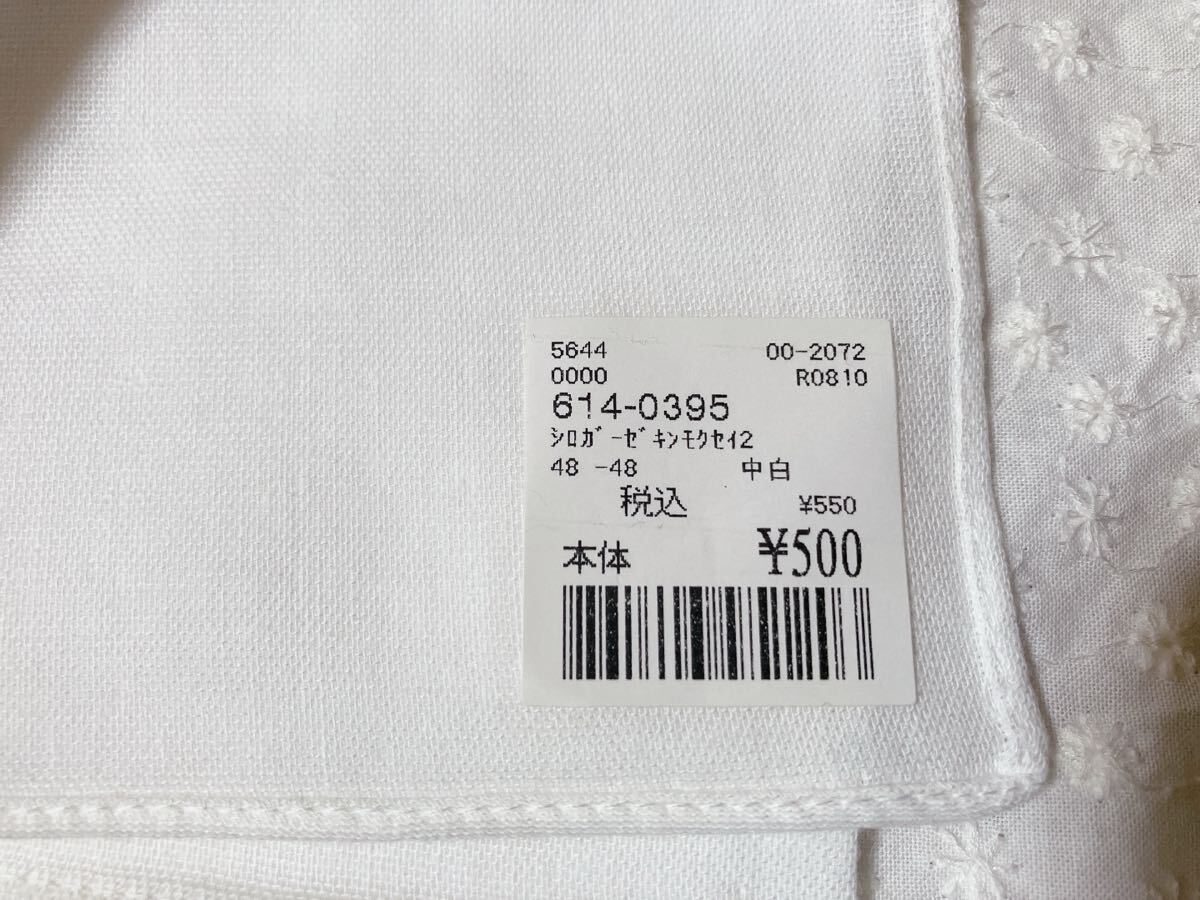 5644 00-2072
0000 R0810
614-0395
ｼﾛｶﾞｰｾﾞｷﾝﾓｸｾｲ2
48 -48 中白
税込 ¥550
本体 ¥500